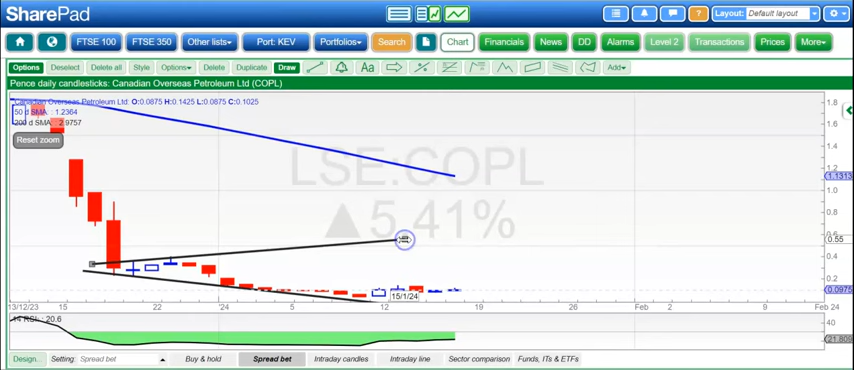 SharePad
Layout: Default layout
FTSE 100 FTSE 350 Other lists Port: KEV Portfolios Search Chart Financials News DD Alarms Level 2 Transactions Prices More
Options Deselect Delete all Style Options Delete Duplicate Draw Aa Add
Pence daily candlesticks: Canadian Overseas Petroleum Ltd (COPL)
Canadian Overseas Petroleum Ltd: O:0.0875 H:0.1425 L:0.0875 C:0.1025
50 d SMA : 1.2364
200 d SMA : 2.9757
Reset zoom
LSE:COPL
▲5.41%
1.8
1.6
1.4
1.2
1.1313
1.0
0.8
0.6
0.55
0.4
0.2
0.0975
15/1/24
13/12/23 15 22 '24 5 12 19 26 Feb 2 9 Feb 24
14 RSI: 20.6
40
21.808
Design... Setting: Spread bet Buy & hold Spread bet Intraday candles Intraday line Sector comparison Funds, ITs & ETFs